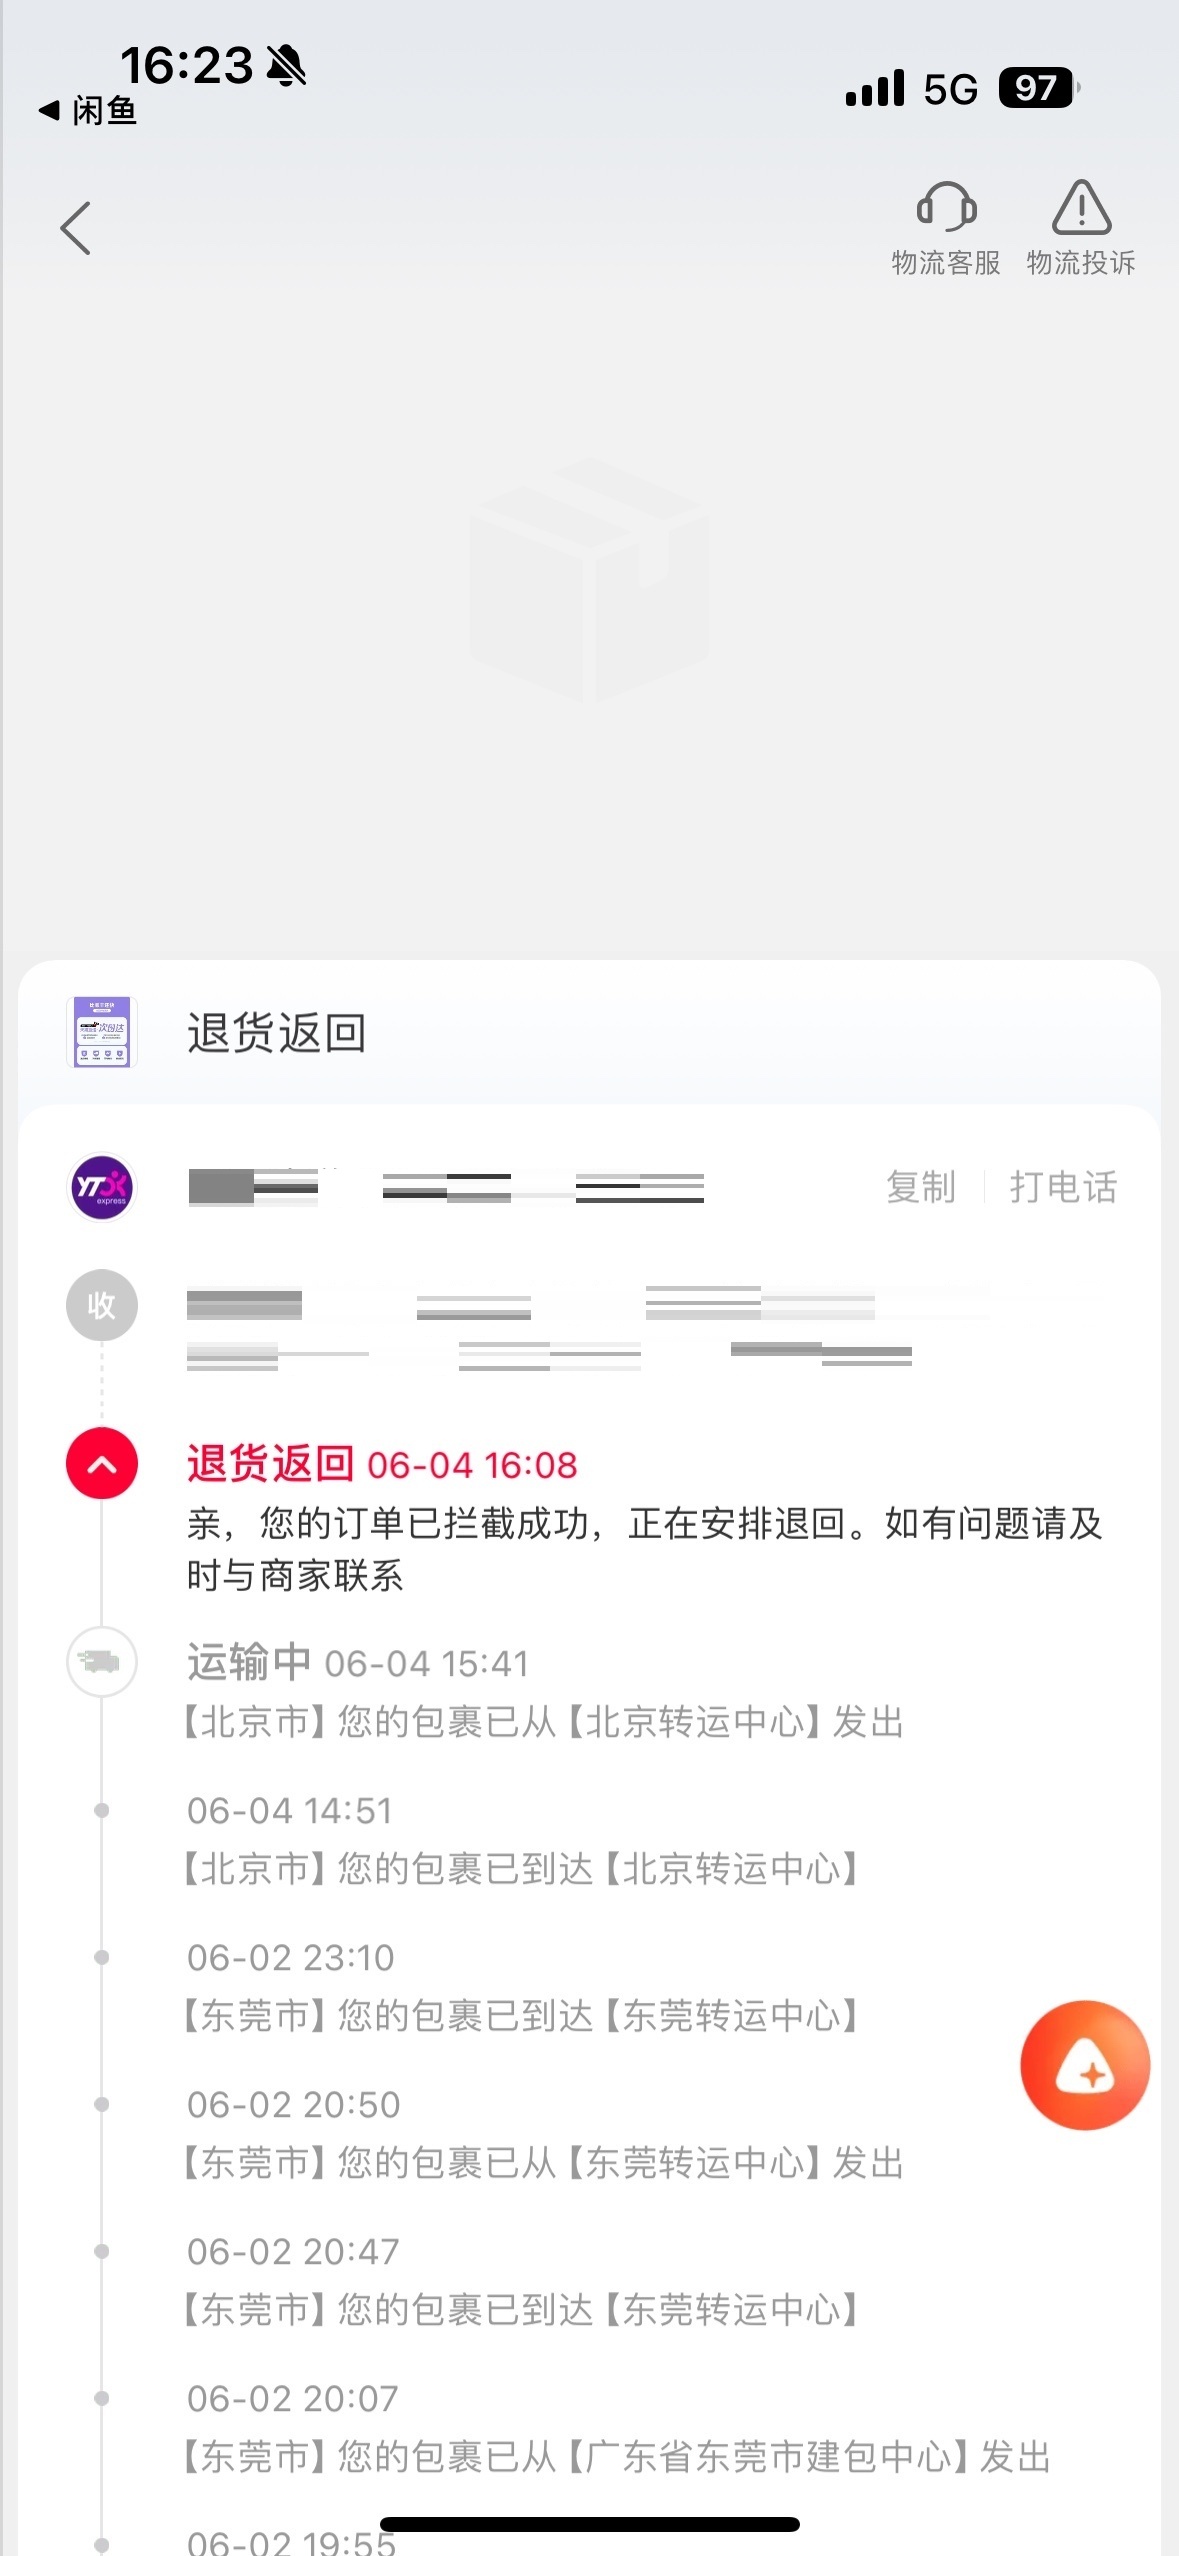 16:23
5G
97
闲鱼
物流客服
物流投诉
退货返回
YT
express
复制
打电话
收
退货返回 06-04 16:08
亲，您的订单已拦截成功，正在安排退回。如有问题请及
时与商家联系
运输中 06-04 15:41
【北京市】您的包裹已从【北京转运中心】发出
06-04 14:51
【北京市】您的包裹已到达【北京转运中心】
06-02 23:10
【东莞市】您的包裹已到达【东莞转运中心】
06-02 20:50
【东莞市】您的包裹已从【东莞转运中心】发出
06-02 20:47
【东莞市】您的包裹已到达【东莞转运中心】
06-02 20:07
【东莞市】您的包裹已从【广东省东莞市建包中心】发出
06-02 19:55